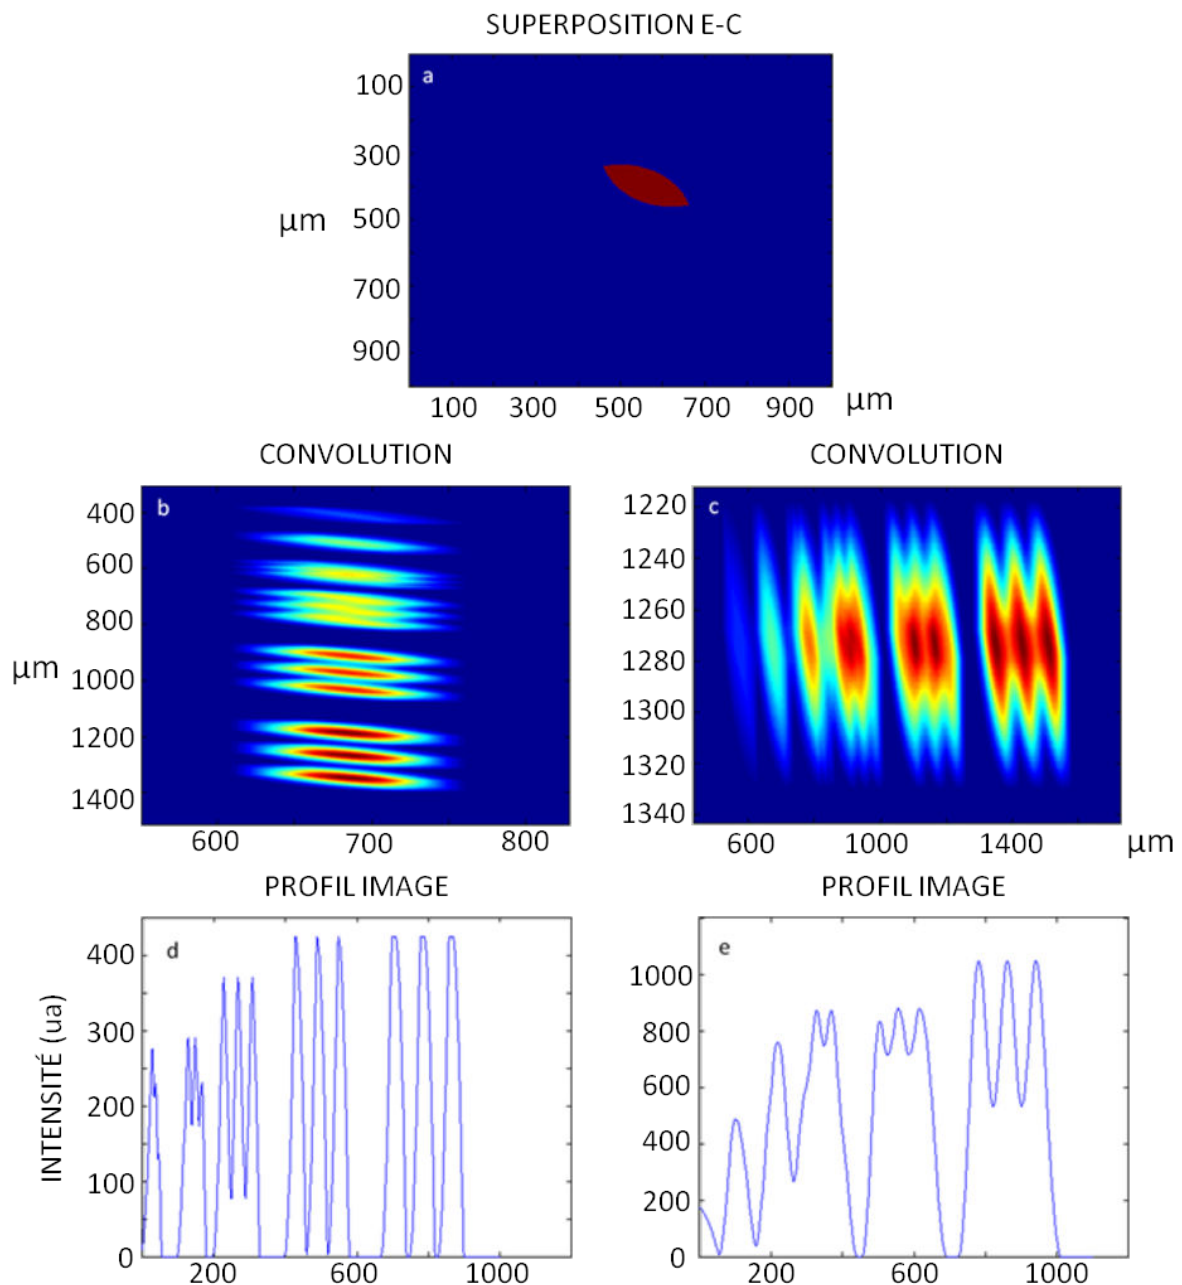 SUPERPOSITION E-C
a
100
300
500
700
900
µm
100 300 500 700 900 µm
CONVOLUTION
b
400
600
800
1000
1200
1400
µm
600 700 800
CONVOLUTION
c
1220
1240
1260
1280
1300
1320
1340
600 1000 1400 µm
PROFIL IMAGE
d
400
300
200
100
0
INTENSITÉ (ua)
200 600 1000
PROFIL IMAGE
e
1000
800
600
400
200
0
200 600 1000